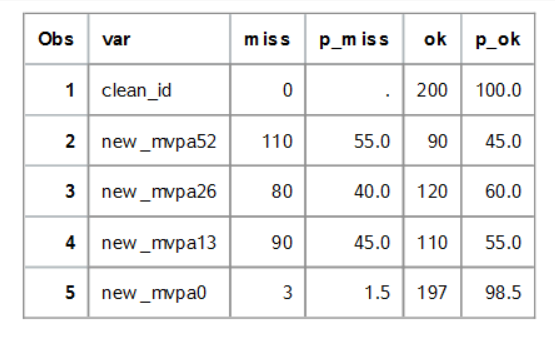 Obs var miss p_miss ok p_ok
1 clean_id 0 . 200 100.0
2 new_mvpa52 110 55.0 90 45.0
3 new_mvpa26 80 40.0 120 60.0
4 new_mvpa13 90 45.0 110 55.0
5 new_mvpa0 3 1.5 197 98.5